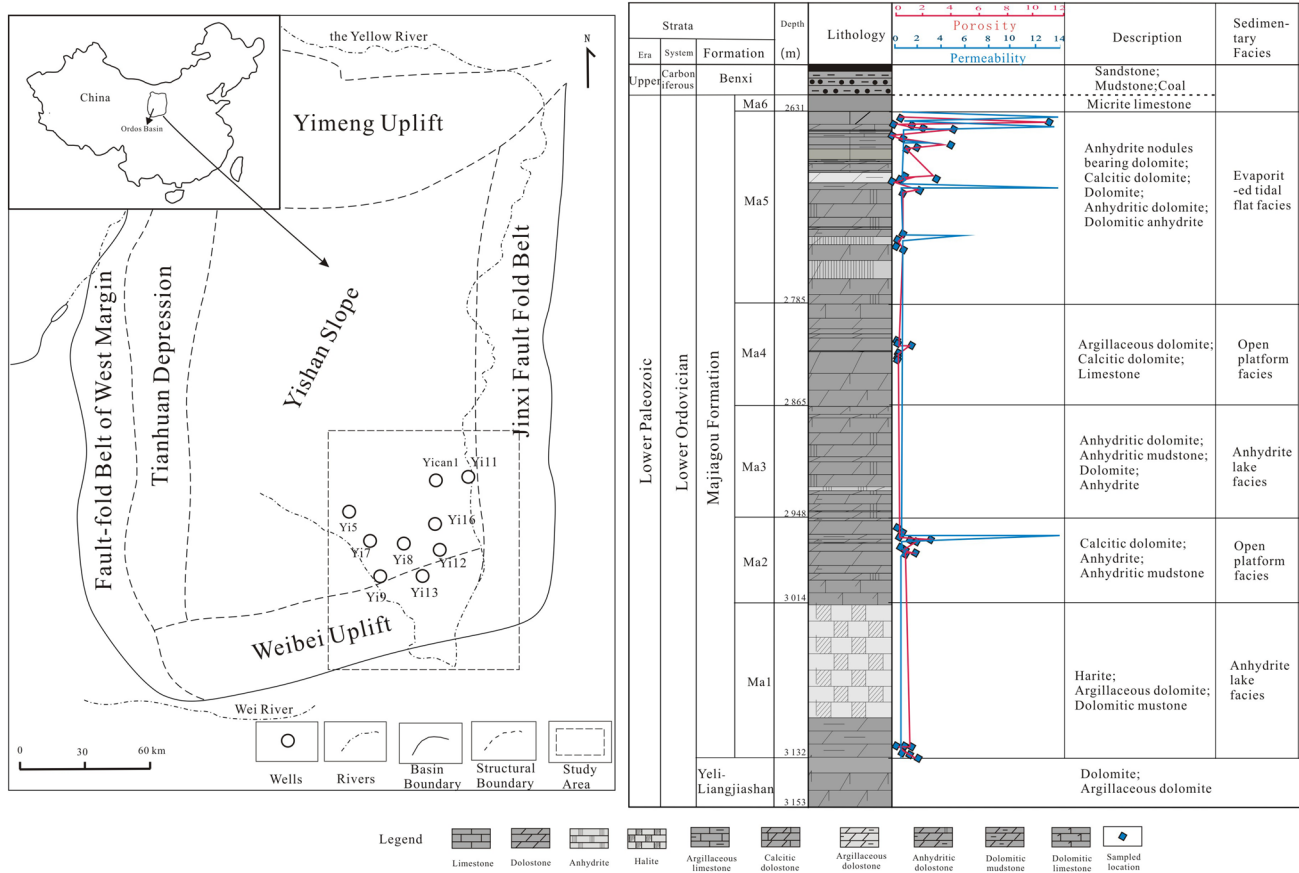 the Yellow River
N
China
Ordos Basin
Yimeng Uplift
Fault-fold Belt of West Margin
Tianhuan Depression
Yishan Slope
Jinxi Fault Fold Belt
Yican1
Yi11
Yi5
Yi16
Yi7
Yi8
Yi12
Yi9
Yi13
Weibei Uplift
Wei River
0 30 60 km
Wells
Rivers
Basin
Boundary
Structural
Boundary
Study
Area
Strata
Era
System
Formation
Depth
(m)
Lithology
0 2 4 6 8 10 12
Porosity
0 2 4 6 8 10 12 14
Permeability
Description
Sedimen-
tary
Facies
Upper
Carbon
iferous
Benxi
Sandstone;
Mudstone;Coal
Lower Paleozoic
Lower Ordovician
Majiagou Formation
Ma6
2631
Micrite limestone
Ma5
Anhydrite nodules
bearing dolomite;
Calcitic dolomite;
Dolomite;
Anhydritic dolomite;
Dolomitic anhydrite
Evaporit
-ed tidal
flat facies
2 785
Ma4
Argillaceous dolomite;
Calcitic dolomite;
Limestone
Open
platform
facies
2 865
Ma3
Anhydritic dolomite;
Anhydritic mudstone;
Dolomite;
Anhydrite
Anhydrite
lake
facies
2 948
Ma2
Calcitic dolomite;
Anhydrite;
Anhydritic mudstone
Open
platform
facies
3 014
Ma1
Harite;
Argillaceous dolomite;
Dolomitic mustone
Anhydrite
lake
facies
3 132
Yeli-
Liangjiashan
Dolomite;
Argillaceous dolomite
3 153
Legend
Limestone
Dolostone
Anhydrite
Halite
Argillaceous
limestone
Calcitic
dolostone
Argillaceous
dolostone
Anhydritic
dolostone
Dolomitic
mudstone
Dolomitic
limestone
Sampled
location